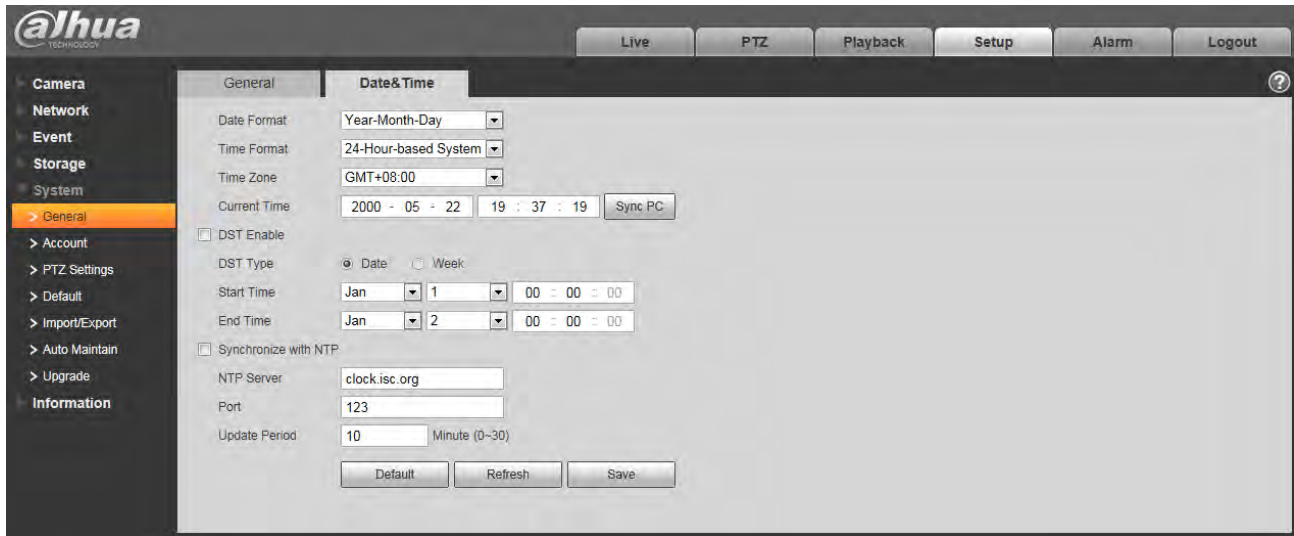 alhua
TECHNOLOGY
Live PTZ Playback Setup Alarm Logout
Camera
Network
Event
Storage
System
> General
> Account
> PTZ Settings
> Default
> Import/Export
> Auto Maintain
> Upgrade
Information
General Date&Time ?
Date Format Year-Month-Day
Time Format 24-Hour-based System
Time Zone GMT+08:00
Current Time 2000 - 05 - 22 19 : 37 : 19 Sync PC
DST Enable
DST Type Date Week
Start Time Jan 1 00 : 00 : 00
End Time Jan 2 00 : 00 : 00
Synchronize with NTP
NTP Server clock.isc.org
Port 123
Update Period 10 Minute (0~30)
Default Refresh Save